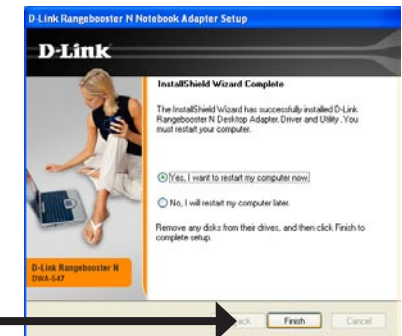 D-Link Rangebooster N Notebook Adapter Setup
D-Link
InstallShield Wizard Complete
The InstallShield Wizard has successfully installed D-Link
Rangebooster N Desktop Adapter Driver and Utility . You
must restart your computer.
Yes, I want to restart my computer now.
No, I will restart my computer later.
Remove any disks from their drives, and then click Finish to
complete setup.
D-Link Rangebooster N
DWA-547
ack
Finish
Cancel